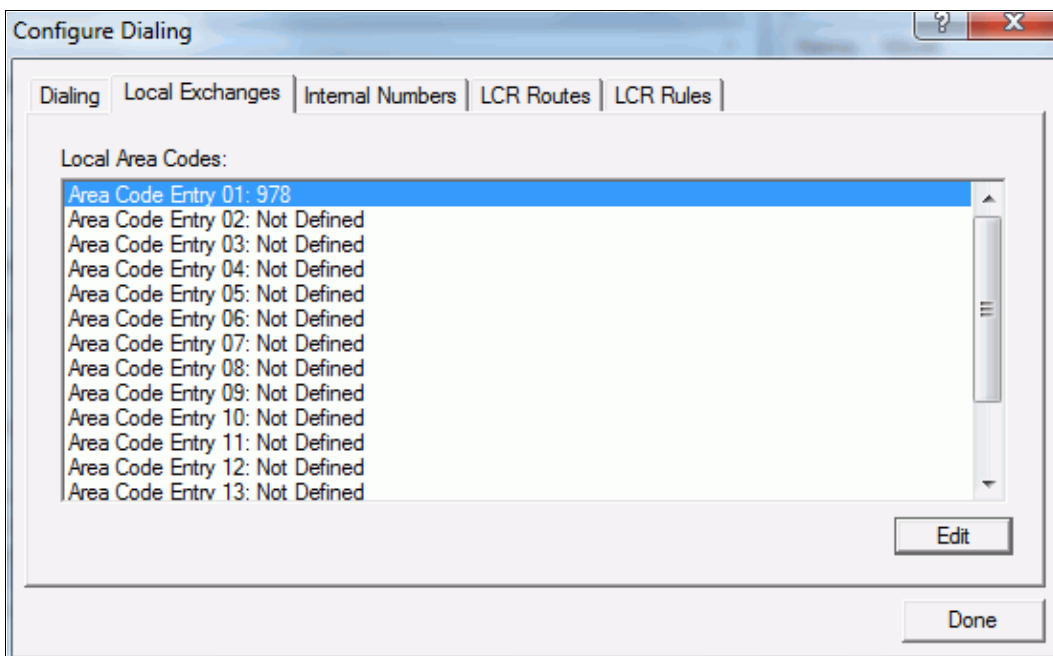 Configure Dialing
Dialing
Local Exchanges
Internal Numbers
LCR Routes
LCR Rules
Local Area Codes:
Area Code Entry 01: 978
Area Code Entry 02: Not Defined
Area Code Entry 03: Not Defined
Area Code Entry 04: Not Defined
Area Code Entry 05: Not Defined
Area Code Entry 06: Not Defined
Area Code Entry 07: Not Defined
Area Code Entry 08: Not Defined
Area Code Entry 09: Not Defined
Area Code Entry 10: Not Defined
Area Code Entry 11: Not Defined
Area Code Entry 12: Not Defined
Area Code Entry 13: Not Defined
Edit
Done